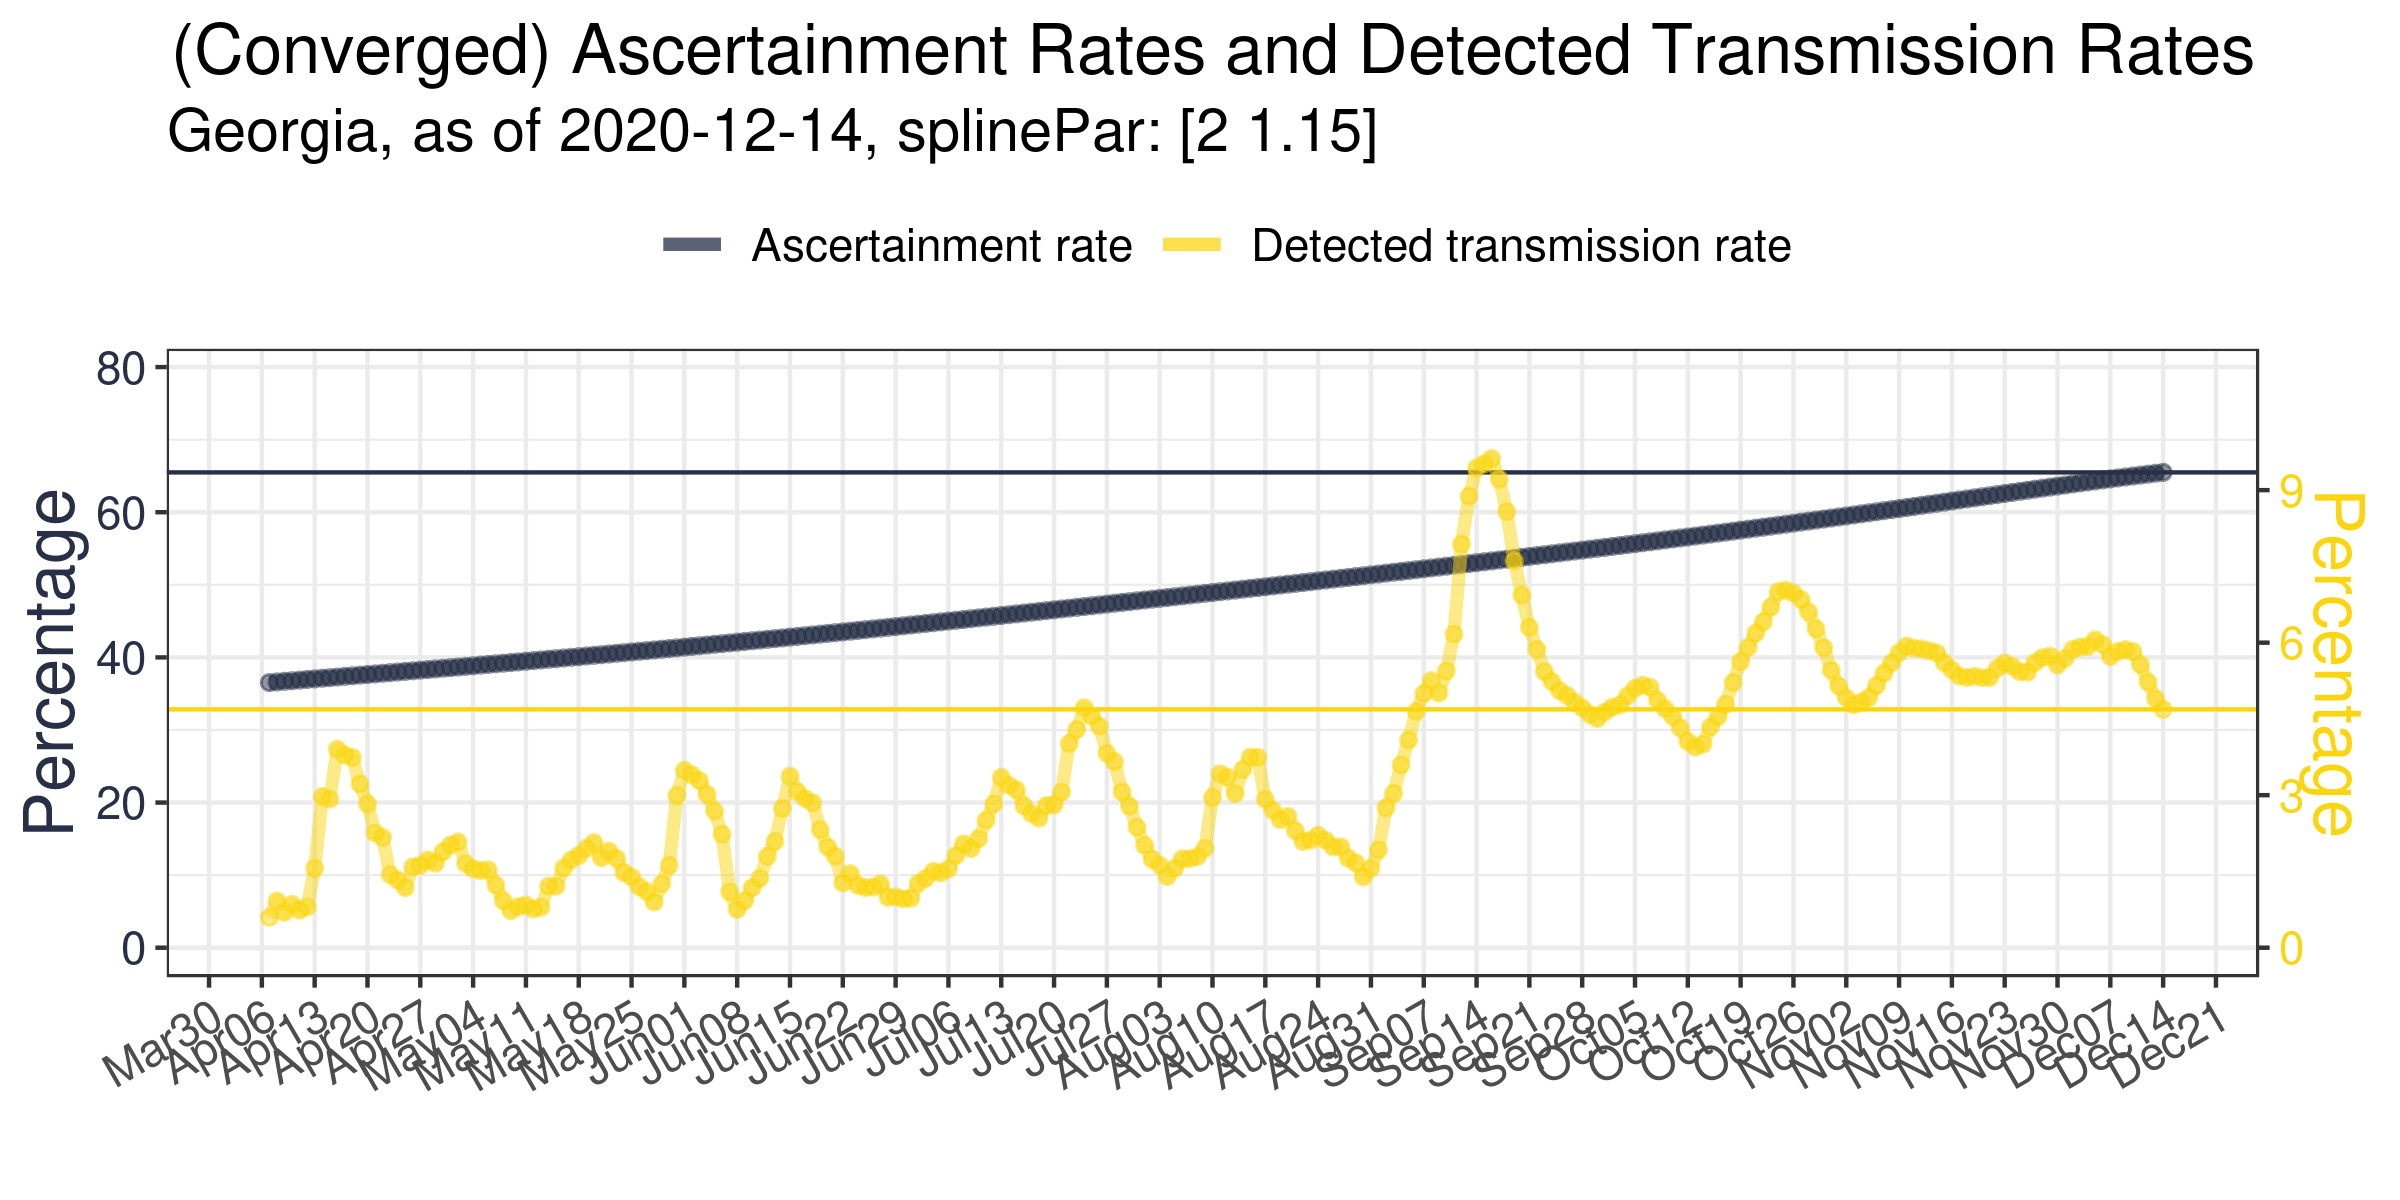 (Converged) Ascertainment Rates and Detected Transmission Rates
Georgia, as of 2020-12-14, splinePar: [2 1.15]
Ascertainment rate Detected transmission rate
Percentage
80
60
40
20
0
9
6
3
0
Percentage
Mar30
Apr06
Apr13
Apr20
Apr27
May04
May11
May18
May25
Jun01
Jun08
Jun15
Jun22
Jun29
Jul06
Jul13
Jul20
Jul27
Aug03
Aug10
Aug17
Aug24
Aug31
Sep07
Sep14
Sep21
Sep28
Oct05
Oct12
Oct19
Oct26
Nov02
Nov09
Nov16
Nov23
Nov30
Dec07
Dec14
Dec21